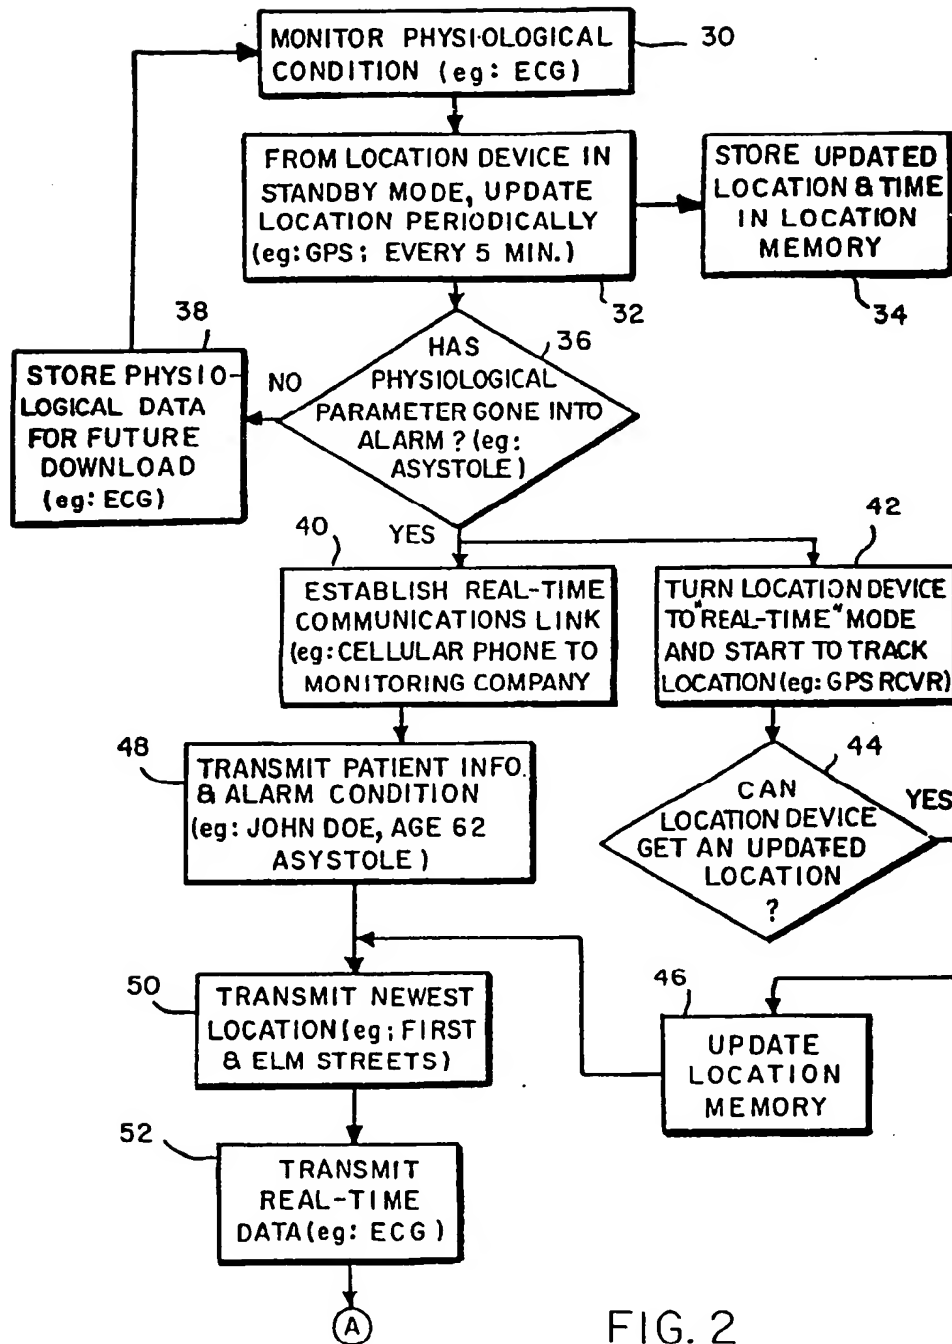 MONITOR PHYSIOLOGICAL
CONDITION (eg: ECG)
30
FROM LOCATION DEVICE IN
STANDBY MODE, UPDATE
LOCATION PERIODICALLY
(eg: GPS; EVERY 5 MIN.)
32
STORE UPDATED
LOCATION & TIME
IN LOCATION
MEMORY
34
38
STORE PHYSIO-
LOGICAL DATA
FOR FUTURE
DOWNLOAD
(eg: ECG)
NO
36
HAS
PHYSIOLOGICAL
PARAMETER GONE INTO
ALARM? (eg:
ASYSTOLE)
YES
40
ESTABLISH REAL-TIME
COMMUNICATIONS LINK
(eg: CELLULAR PHONE TO
MONITORING COMPANY
42
TURN LOCATION DEVICE
TO "REAL-TIME" MODE
AND START TO TRACK
LOCATION (eg: GPS RCVR)
48
TRANSMIT PATIENT INFO.
& ALARM CONDITION
(eg: JOHN DOE, AGE 62
ASYSTOLE)
44
CAN
LOCATION DEVICE
GET AN UPDATED
LOCATION
?
YES
50
TRANSMIT NEWEST
LOCATION (eg; FIRST
& ELM STREETS)
46
UPDATE
LOCATION
MEMORY
52
TRANSMIT
REAL-TIME
DATA (eg: ECG)
A
FIG. 2